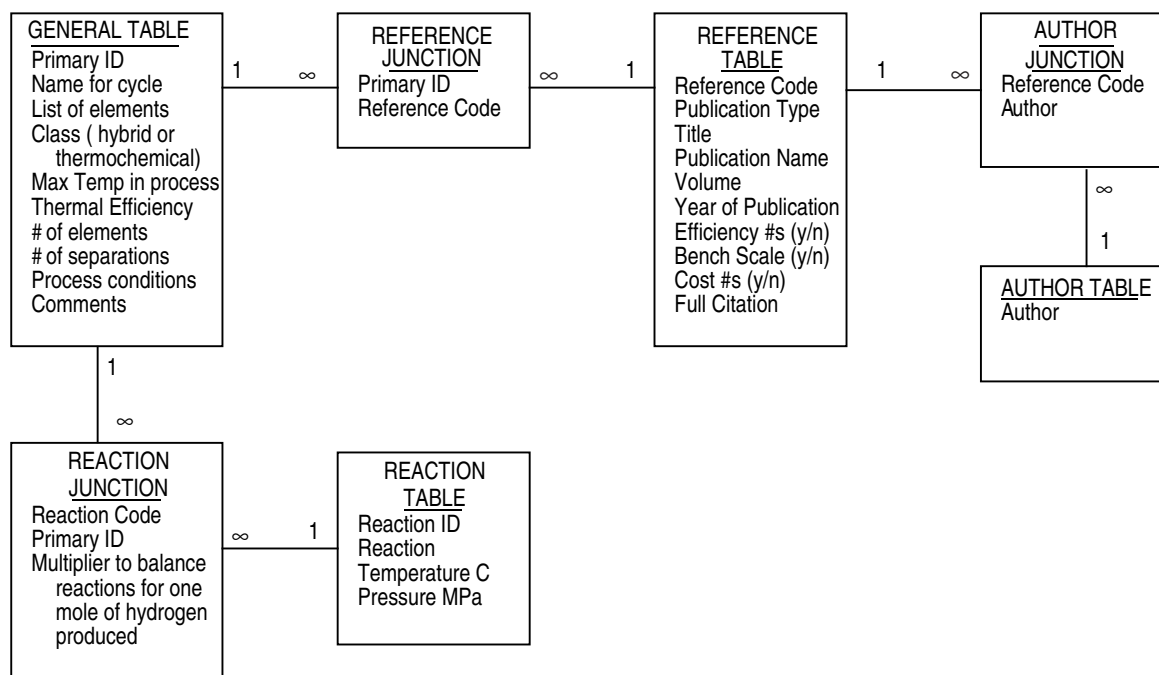 GENERAL TABLE
Primary ID
Name for cycle
List of elements
Class ( hybrid or
thermochemical)
Max Temp in process
Thermal Efficiency
# of elements
# of separations
Process conditions
Comments
1
∞
REFERENCE
JUNCTION
Primary ID
Reference Code
∞
1
REFERENCE
TABLE
Reference Code
Publication Type
Title
Publication Name
Volume
Year of Publication
Efficiency #s (y/n)
Bench Scale (y/n)
Cost #s (y/n)
Full Citation
1
∞
AUTHOR
JUNCTION
Reference Code
Author
∞
1
AUTHOR TABLE
Author
1
∞
REACTION
JUNCTION
Reaction Code
Primary ID
Multiplier to balance
reactions for one
mole of hydrogen
produced
∞
1
REACTION
TABLE
Reaction ID
Reaction
Temperature C
Pressure MPa